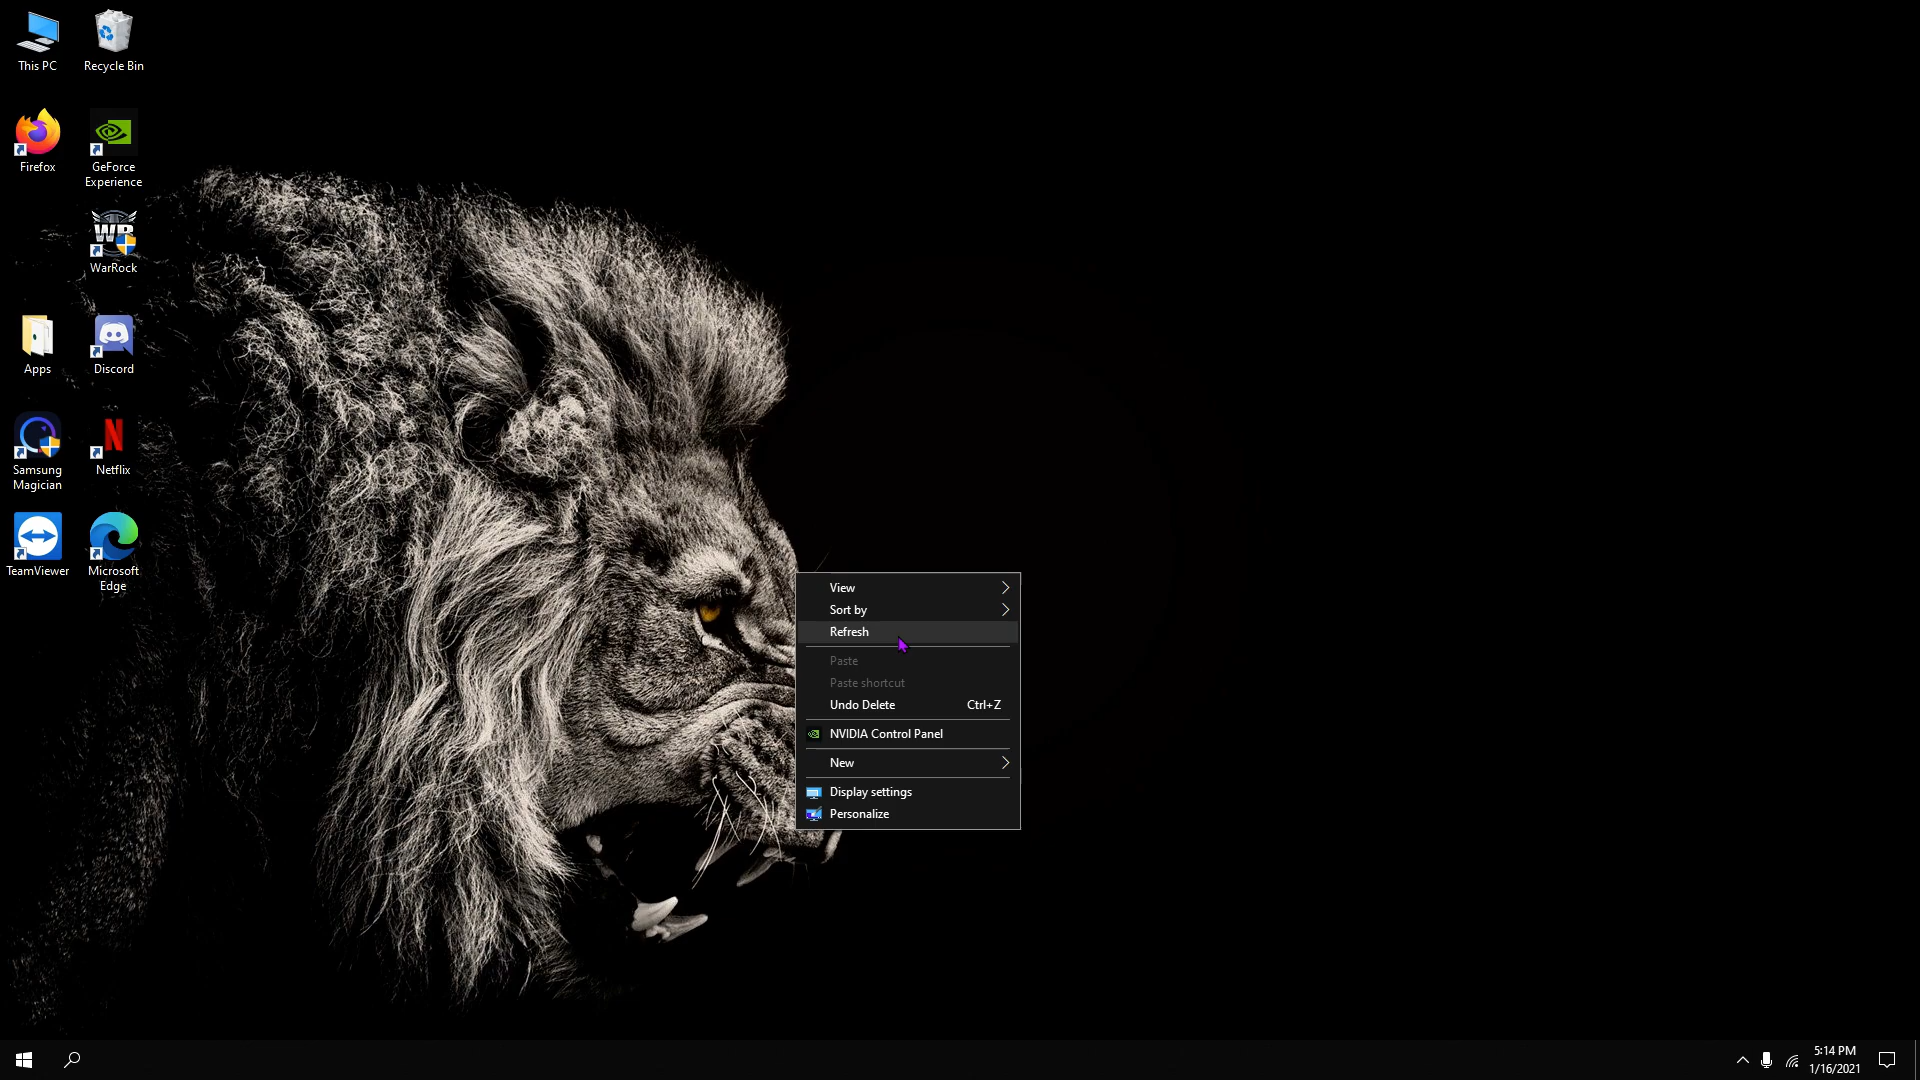 This PC
Recycle Bin
Firefox
GeForce
Experience
WR
WarRock
Apps
Discord
Samsung
Magician
N
Netflix
TeamViewer
Microsoft
Edge
View
Sort by
Refresh
Paste
Paste shortcut
Undo Delete Ctrl+Z
NVIDIA Control Panel
New
Display settings
Personalize
5:14 PM
1/16/2021